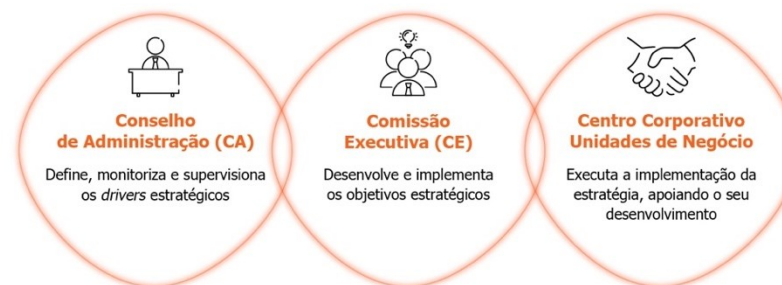 Conselho
de Administração (CA)
Define, monitoriza e supervisiona
os drivers estratégicos
Comissão
Executiva (CE)
Desenvolve e implementa
os objetivos estratégicos
Centro Corporativo
Unidades de Negócio
Executa a implementação da
estratégia, apoiando o seu
desenvolvimento